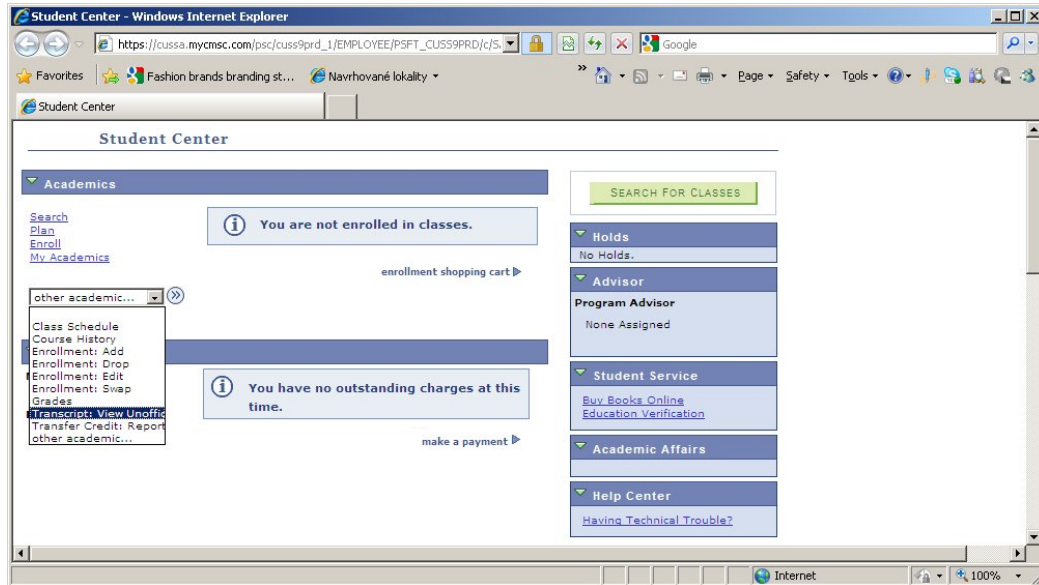 Student Center - Windows Internet Explorer
https://cussa.mycmsc.com/psc/cuss9prd_1/EMPLOYEE/PSFT_CUSS9PRD/c/S.
Google
Favorites
Fashion brands branding st...
Navrhované lokality
»
Page
Safety
Tools
Student Center
Student Center
Academics
Search
Plan
Enroll
My Academics
You are not enrolled in classes.
enrollment shopping cart
other academic...
Class Schedule
Course History
Enrollment: Add
Enrollment: Drop
Enrollment: Edit
Enrollment: Swap
Grades
Transcript: View Unoffic
Transfer Credit: Report
other academic...
You have no outstanding charges at this
time.
make a payment
SEARCH FOR CLASSES
Holds
No Holds.
Advisor
Program Advisor
None Assigned
Student Service
Buy Books Online
Education Verification
Academic Affairs
Help Center
Having Technical Trouble?
Internet
100%